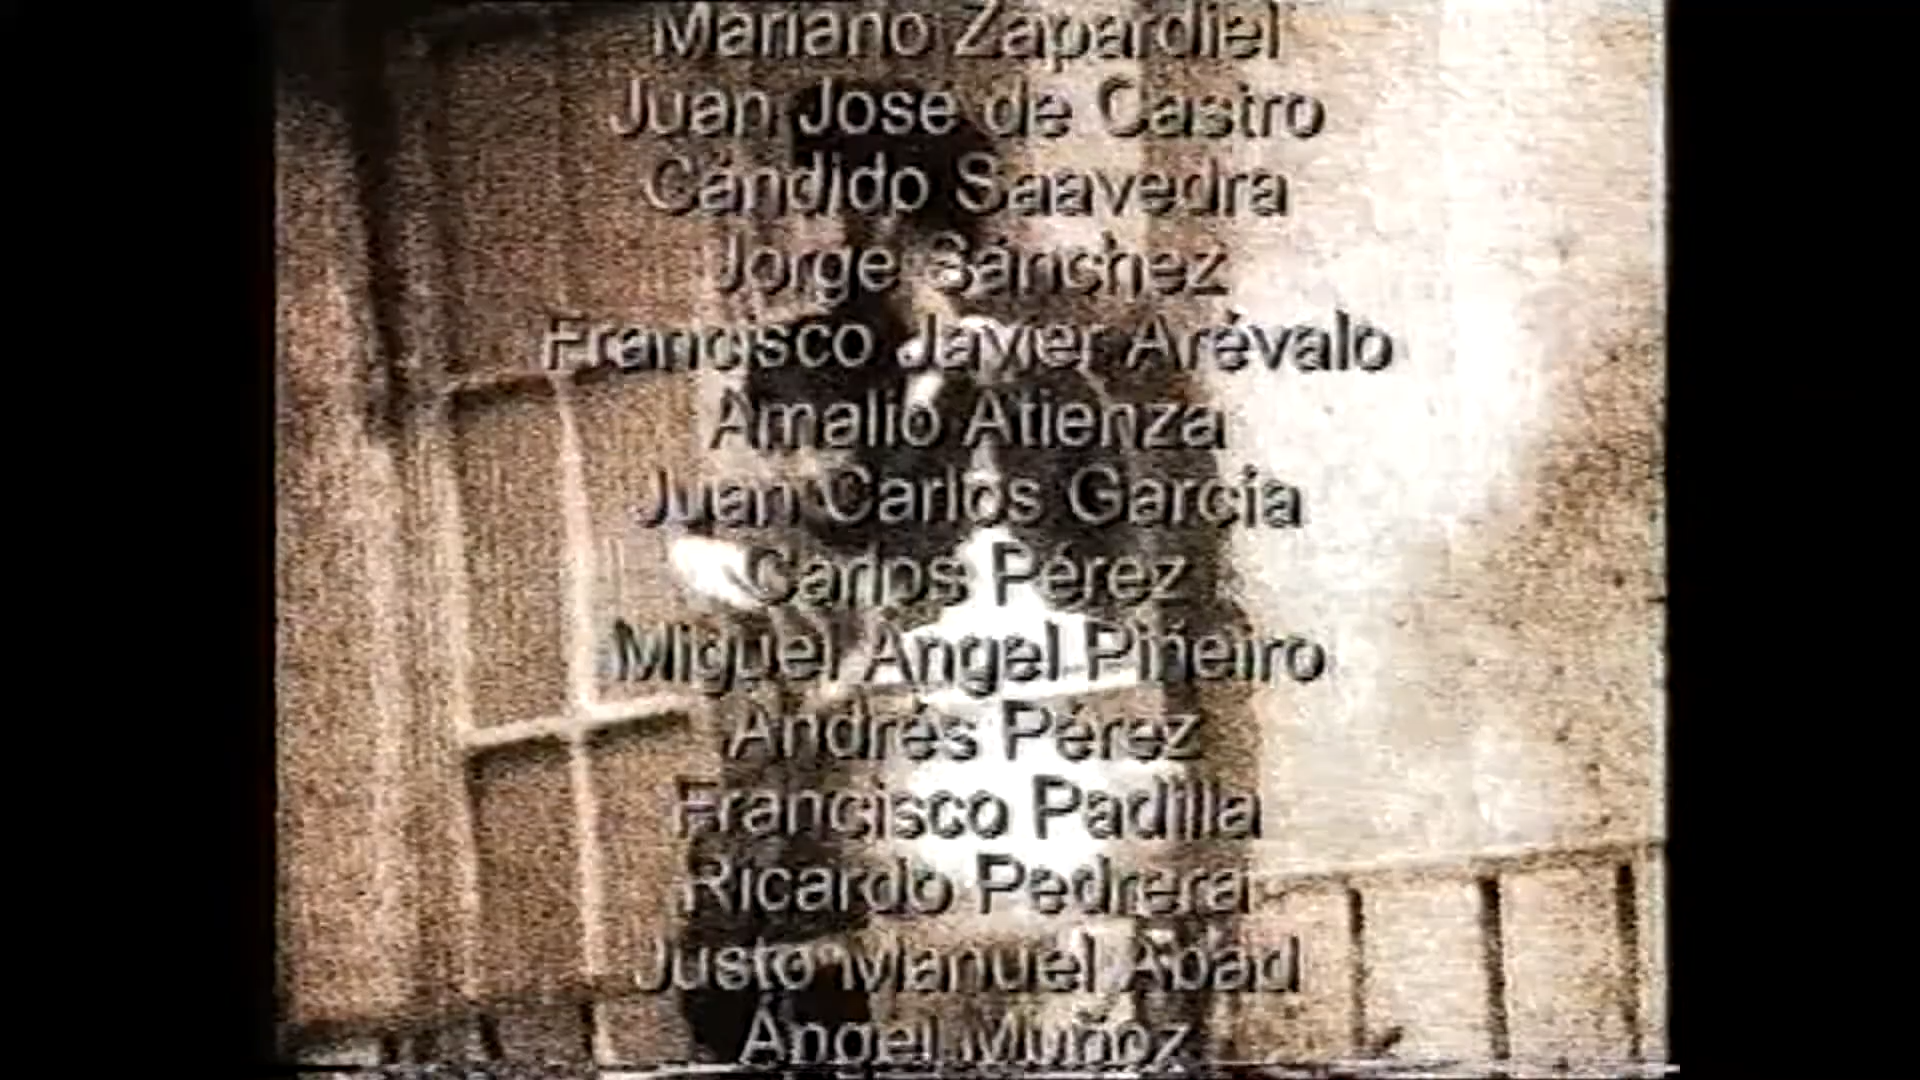 Mariano Zapardiel
Juan José de Castro
Cándido Saavedra
Jorge Sánchez
Francisco Javier Arévalo
Amalio Atienza
Juan Carlos García
Carlos Pérez
Miguel Angel Piñeiro
Andrés Pérez
Francisco Padilla
Ricardo Pedrera
Justo Manuel Abad
Ángel Muñoz